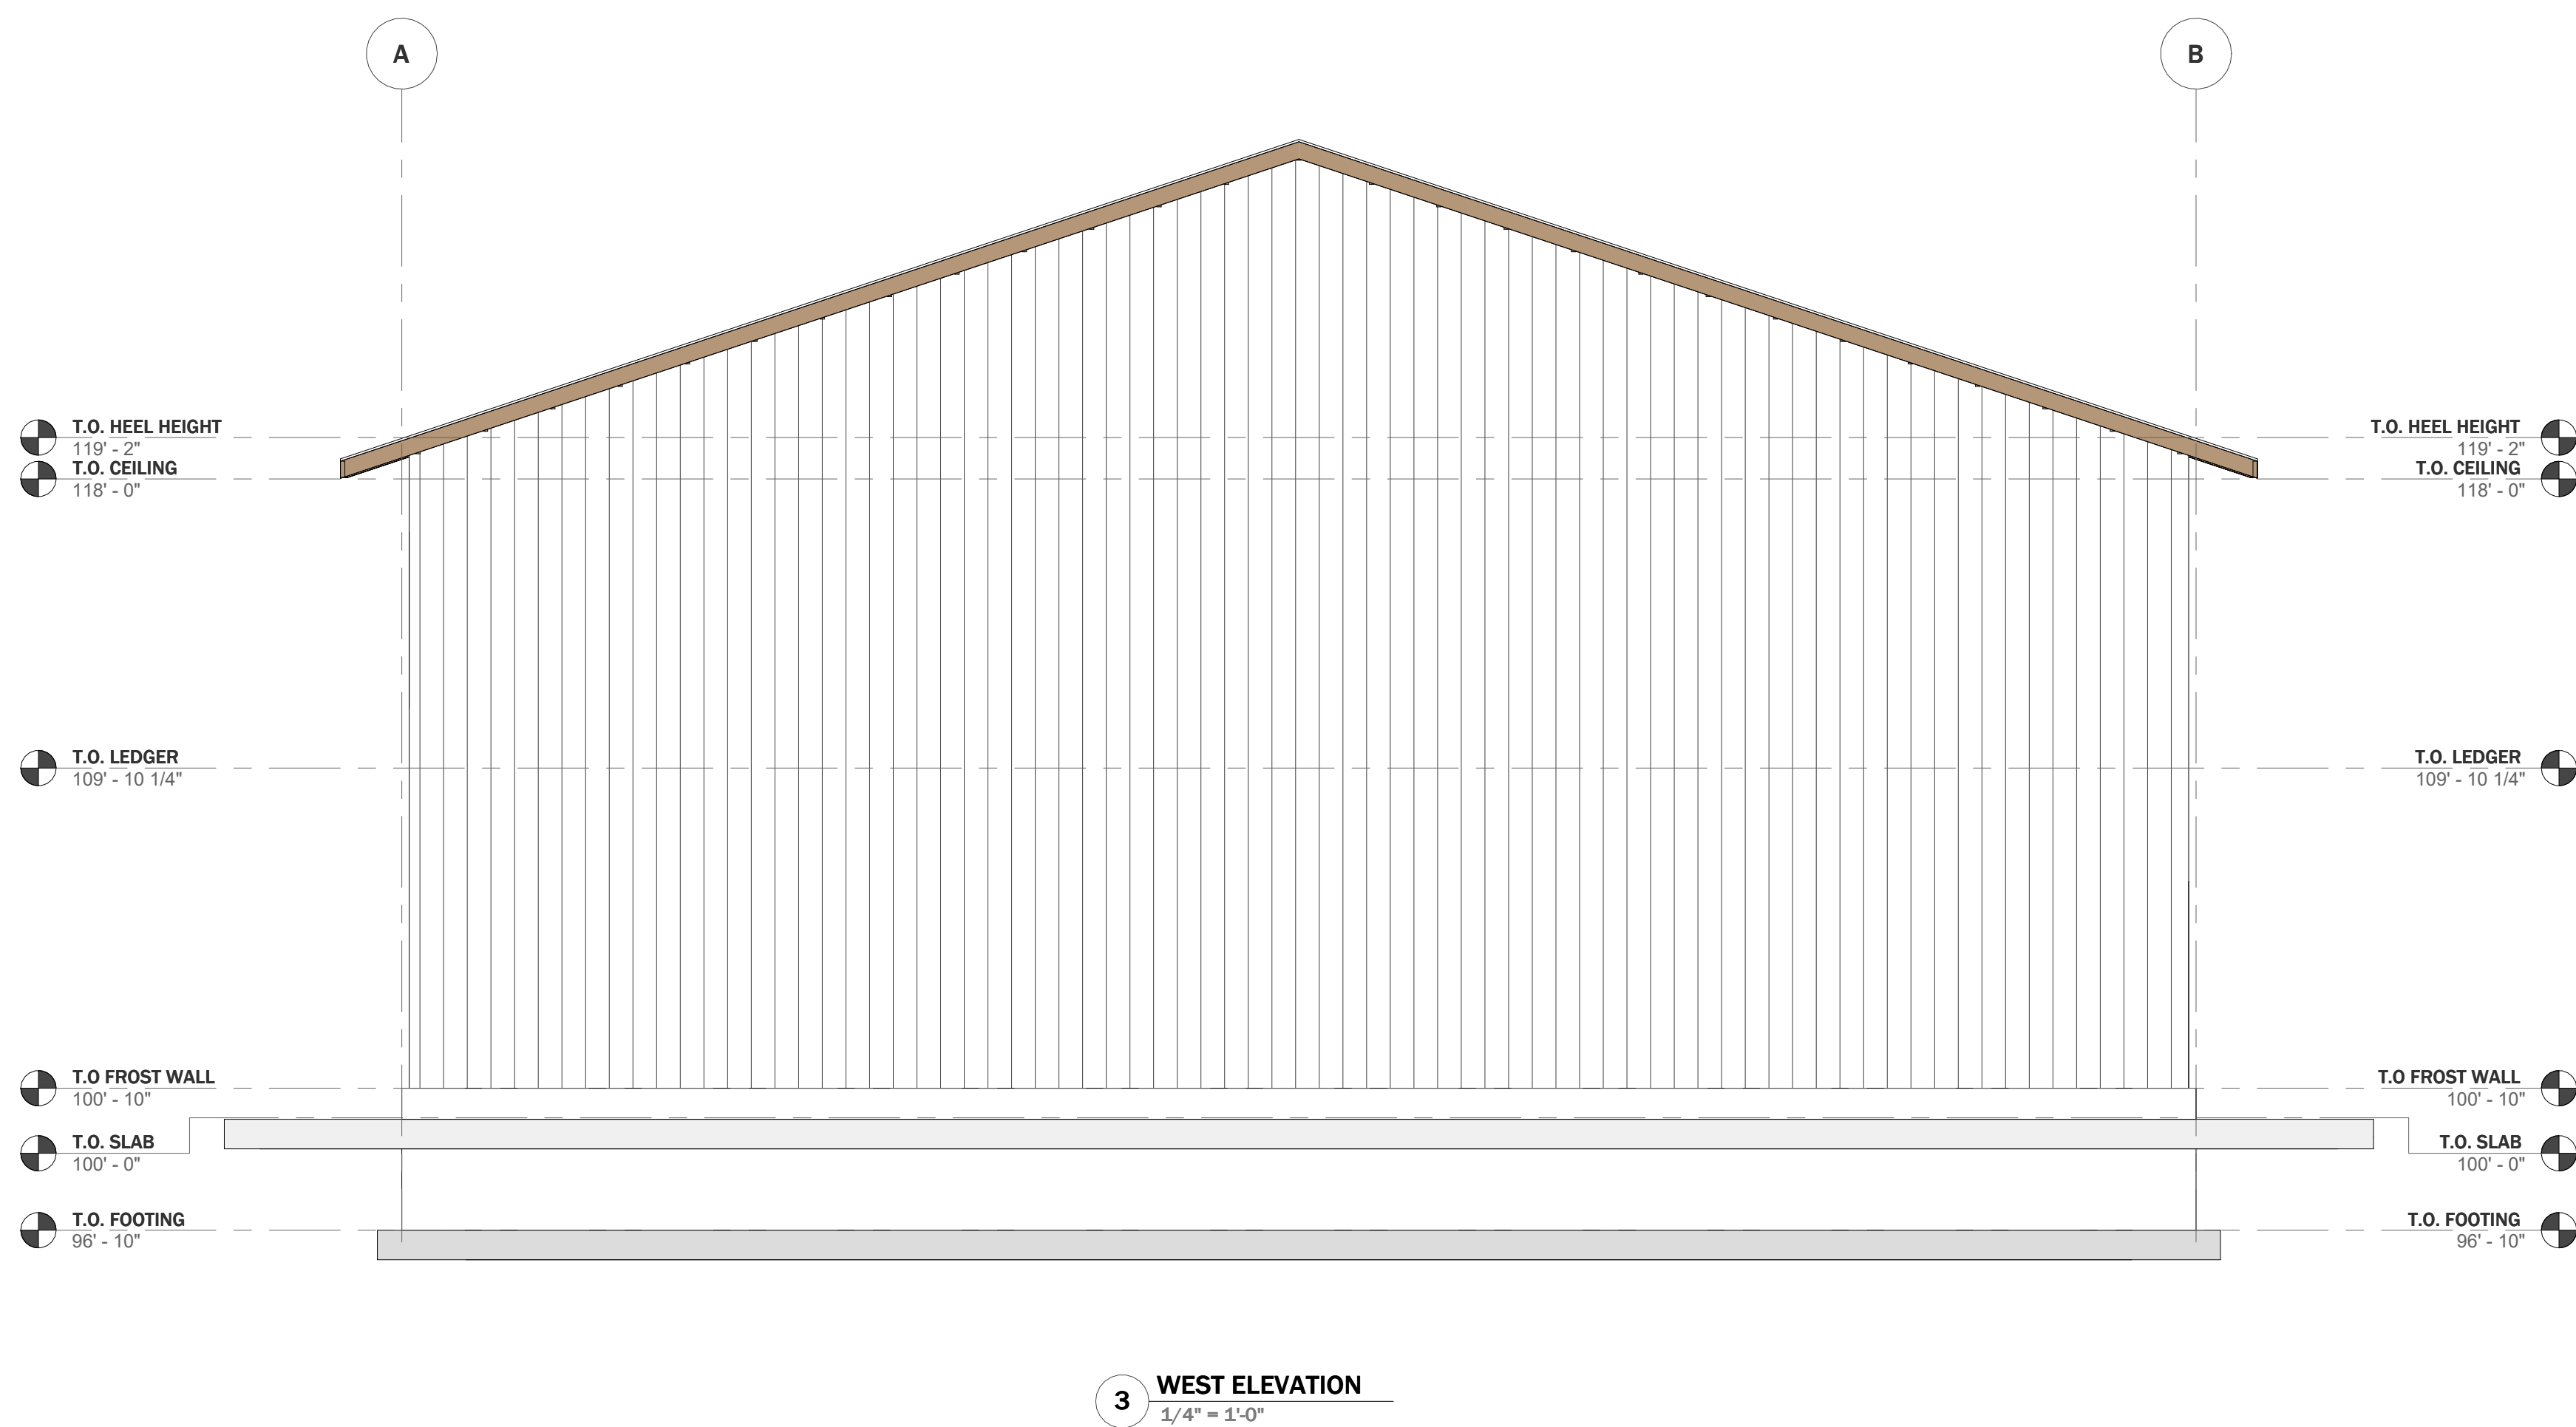 A
B
T.O. HEEL HEIGHT
119' - 2"
T.O. CEILING
118' - 0"
T.O. HEEL HEIGHT
119' - 2"
T.O. CEILING
118' - 0"
T.O. LEDGER
109' - 10 1/4"
T.O. LEDGER
109' - 10 1/4"
T.O FROST WALL
100' - 10"
T.O. SLAB
100' - 0"
T.O FROST WALL
100' - 10"
T.O. SLAB
100' - 0"
T.O. FOOTING
96' - 10"
T.O. FOOTING
96' - 10"
3
WEST ELEVATION
1/4" = 1'-0"